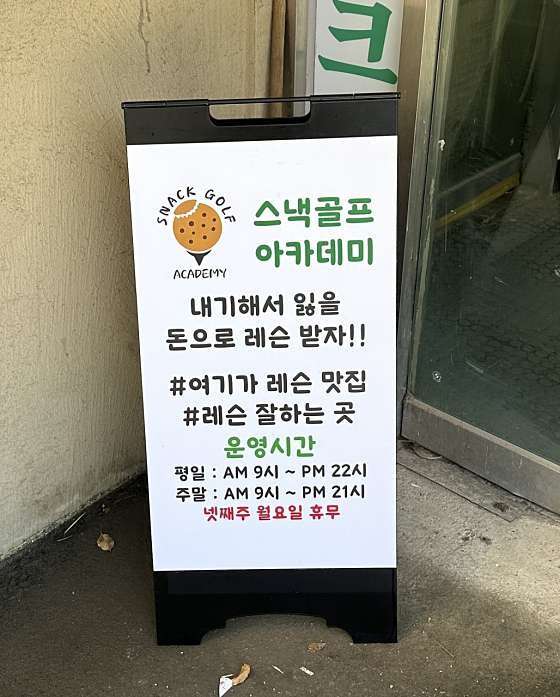 크
SNACK GOLF
ACADEMY
스낵골프
아카데미
내기해서 잃을
돈으로 레슨 받자!!
#여기가 레슨 맛집
#레슨 잘하는 곳
운영시간
평일 : AM 9시 ~ PM 22시
주말 : AM 9시 ~ PM 21시
넷째주 월요일 휴무